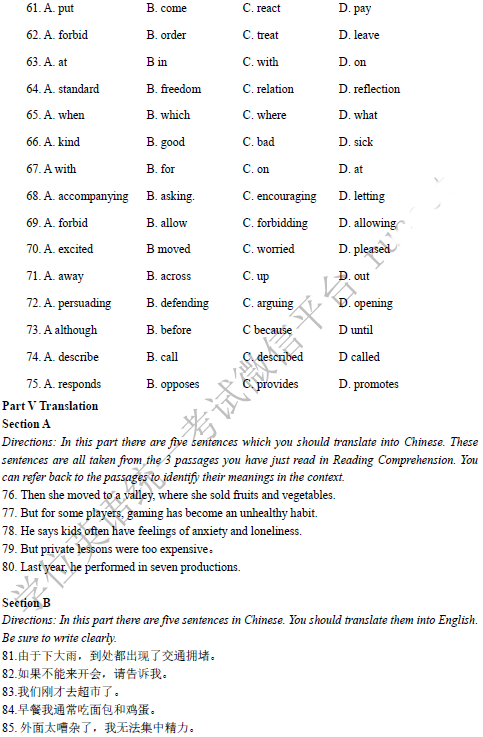 61. A. put B. come C. react D. pay
62. A. forbid B. order C. treat D. leave
63. A. at B in C. with D. on
64. A. standard B. freedom C. relation D. reflection
65. A. when B. which C. where D. what
66. A. kind B. good C. bad D. sick
67. A with B. for C. on D. at
68. A. accompanying B. asking. C. encouraging D. letting
69. A. forbid B. allow C. forbidding D. allowing
70. A. excited B moved C. worried D. pleased
71. A. away B. across C. up D. out
72. A. persuading B. defending C. arguing D. opening
73. A although B. before C because D until
74. A. describe B. call C. described D called
75. A. responds B. opposes C. provides D. promotes
Part V Translation
Section A
Directions: In this part there are five sentences which you should translate into Chinese. These
sentences are all taken from the 3 passages you have just read in Reading Comprehension. You
can refer back to the passages to identify their meanings in the context.
76. Then she moved to a valley, where she sold fruits and vegetables.
77. But for some players, gaming has become an unhealthy habit.
78. He says kids often have feelings of anxiety and loneliness.
79. But private lessons were too expensive。
80. Last year, he performed in seven productions.
Section B
Directions: In this part there are five sentences in Chinese. You should translate them into English.
Be sure to write clearly.
81.由于下大雨，到处都出现了交通拥堵。
82.如果不能来开会，请告诉我。
83.我们刚才去超市了。
84.早餐我通常吃面包和鸡蛋。
85. 外面太嘈杂了，我无法集中精力。
学位英语统一考试微信平台